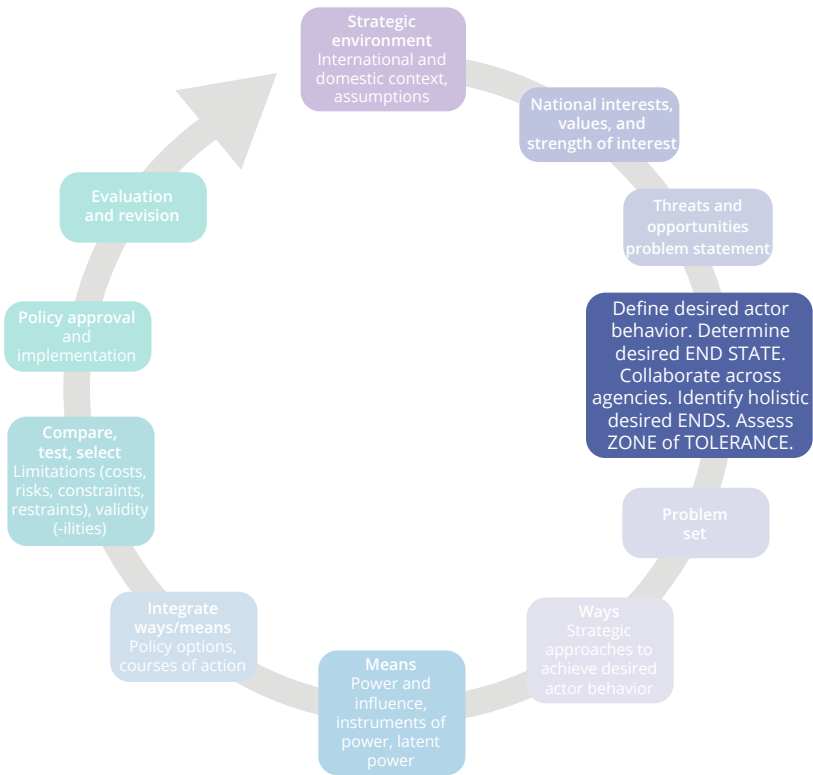 Strategic
environment
International and
domestic context,
assumptions
National interests,
values, and
strength of interest
Threats and
opportunities
problem statement
Define desired actor
behavior. Determine
desired END STATE.
Collaborate across
agencies. Identify holistic
desired ENDS. Assess
ZONE of TOLERANCE.
Problem
set
Ways
Strategic
approaches to
achieve desired
actor behavior
Means
Power and
influence,
instruments of
power, latent
power
Integrate
ways/means
Policy options,
courses of action
Compare,
test, select
Limitations (costs,
risks, constraints,
restraints), validity
(-ilities)
Policy approval
and
implementation
Evaluation
and revision